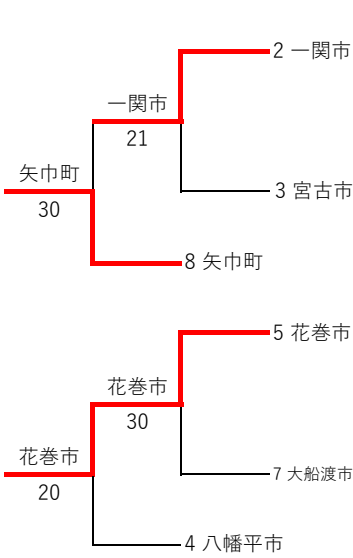 2 一関市
一関市
21
矢巾町
3 宮古市
30
8 矢巾町
5 花巻市
花巻市
30
花巻市
7 大船渡市
20
4 八幡平市